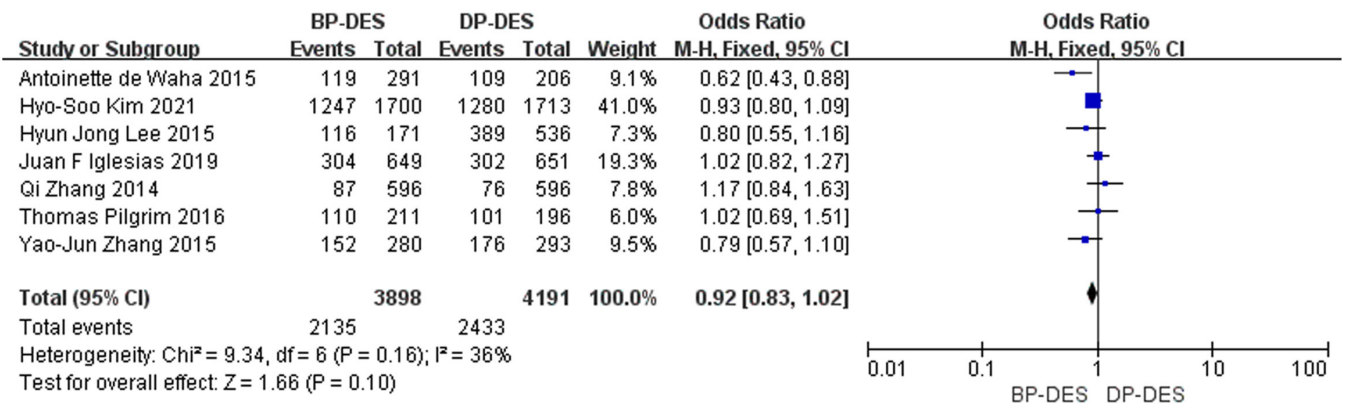 BP-DES DP-DES Odds Ratio Odds Ratio
Study or Subgroup Events Total Events Total Weight M-H, Fixed, 95% CI M-H, Fixed, 95% CI
Antoinette de Waha 2015 119 291 109 206 9.1% 0.62 [0.43, 0.88]
Hyo-Soo Kim 2021 1247 1700 1280 1713 41.0% 0.93 [0.80, 1.09]
Hyun Jong Lee 2015 116 171 389 536 7.3% 0.80 [0.55, 1.16]
Juan F Iglesias 2019 304 649 302 651 19.3% 1.02 [0.82, 1.27]
Qi Zhang 2014 87 596 76 596 7.8% 1.17 [0.84, 1.63]
Thomas Pilgrim 2016 110 211 101 196 6.0% 1.02 [0.69, 1.51]
Yao-Jun Zhang 2015 152 280 176 293 9.5% 0.79 [0.57, 1.10]
Total (95% CI) 3898 4191 100.0% 0.92 [0.83, 1.02]
Total events 2135 2433
Heterogeneity: Chi² = 9.34, df = 6 (P = 0.16); I² = 36%
Test for overall effect: Z = 1.66 (P = 0.10)
0.01 0.1 1 10 100
BP-DES DP-DES